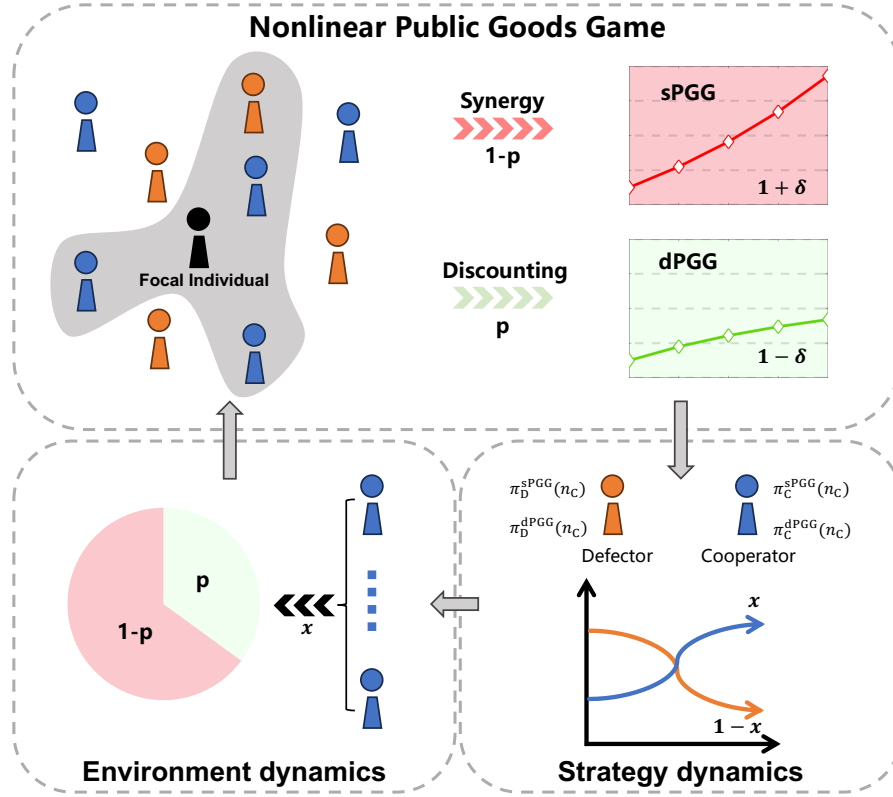 Nonlinear Public Goods Game
Focal Individual
Synergy
1-p
sPGG
1 + δ
Discounting
p
dPGG
1 − δ
p
1-p
x
Environment dynamics
π_D^sPGG(n_C)
π_D^dPGG(n_C)
Defector
π_C^sPGG(n_C)
π_C^dPGG(n_C)
Cooperator
x
1 − x
Strategy dynamics